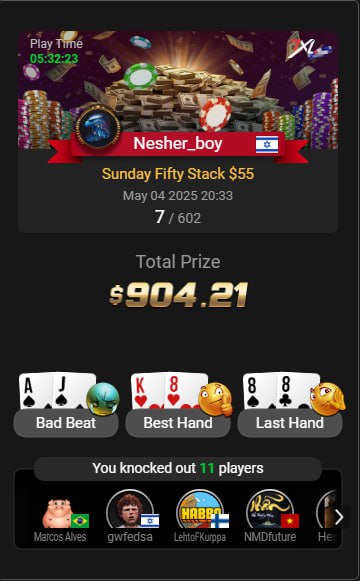 Play Time
05:32:23
Nesher_boy
Sunday Fifty Stack $55
May 04 2025 20:33
7 / 602
Total Prize
$904.21
A J
K 8
8 8
Bad Beat
Best Hand
Last Hand
You knocked out 11 players
HABBO
Marcos Alves
gwfedsa
LehtoFKurppa
NMDfuture
Hes